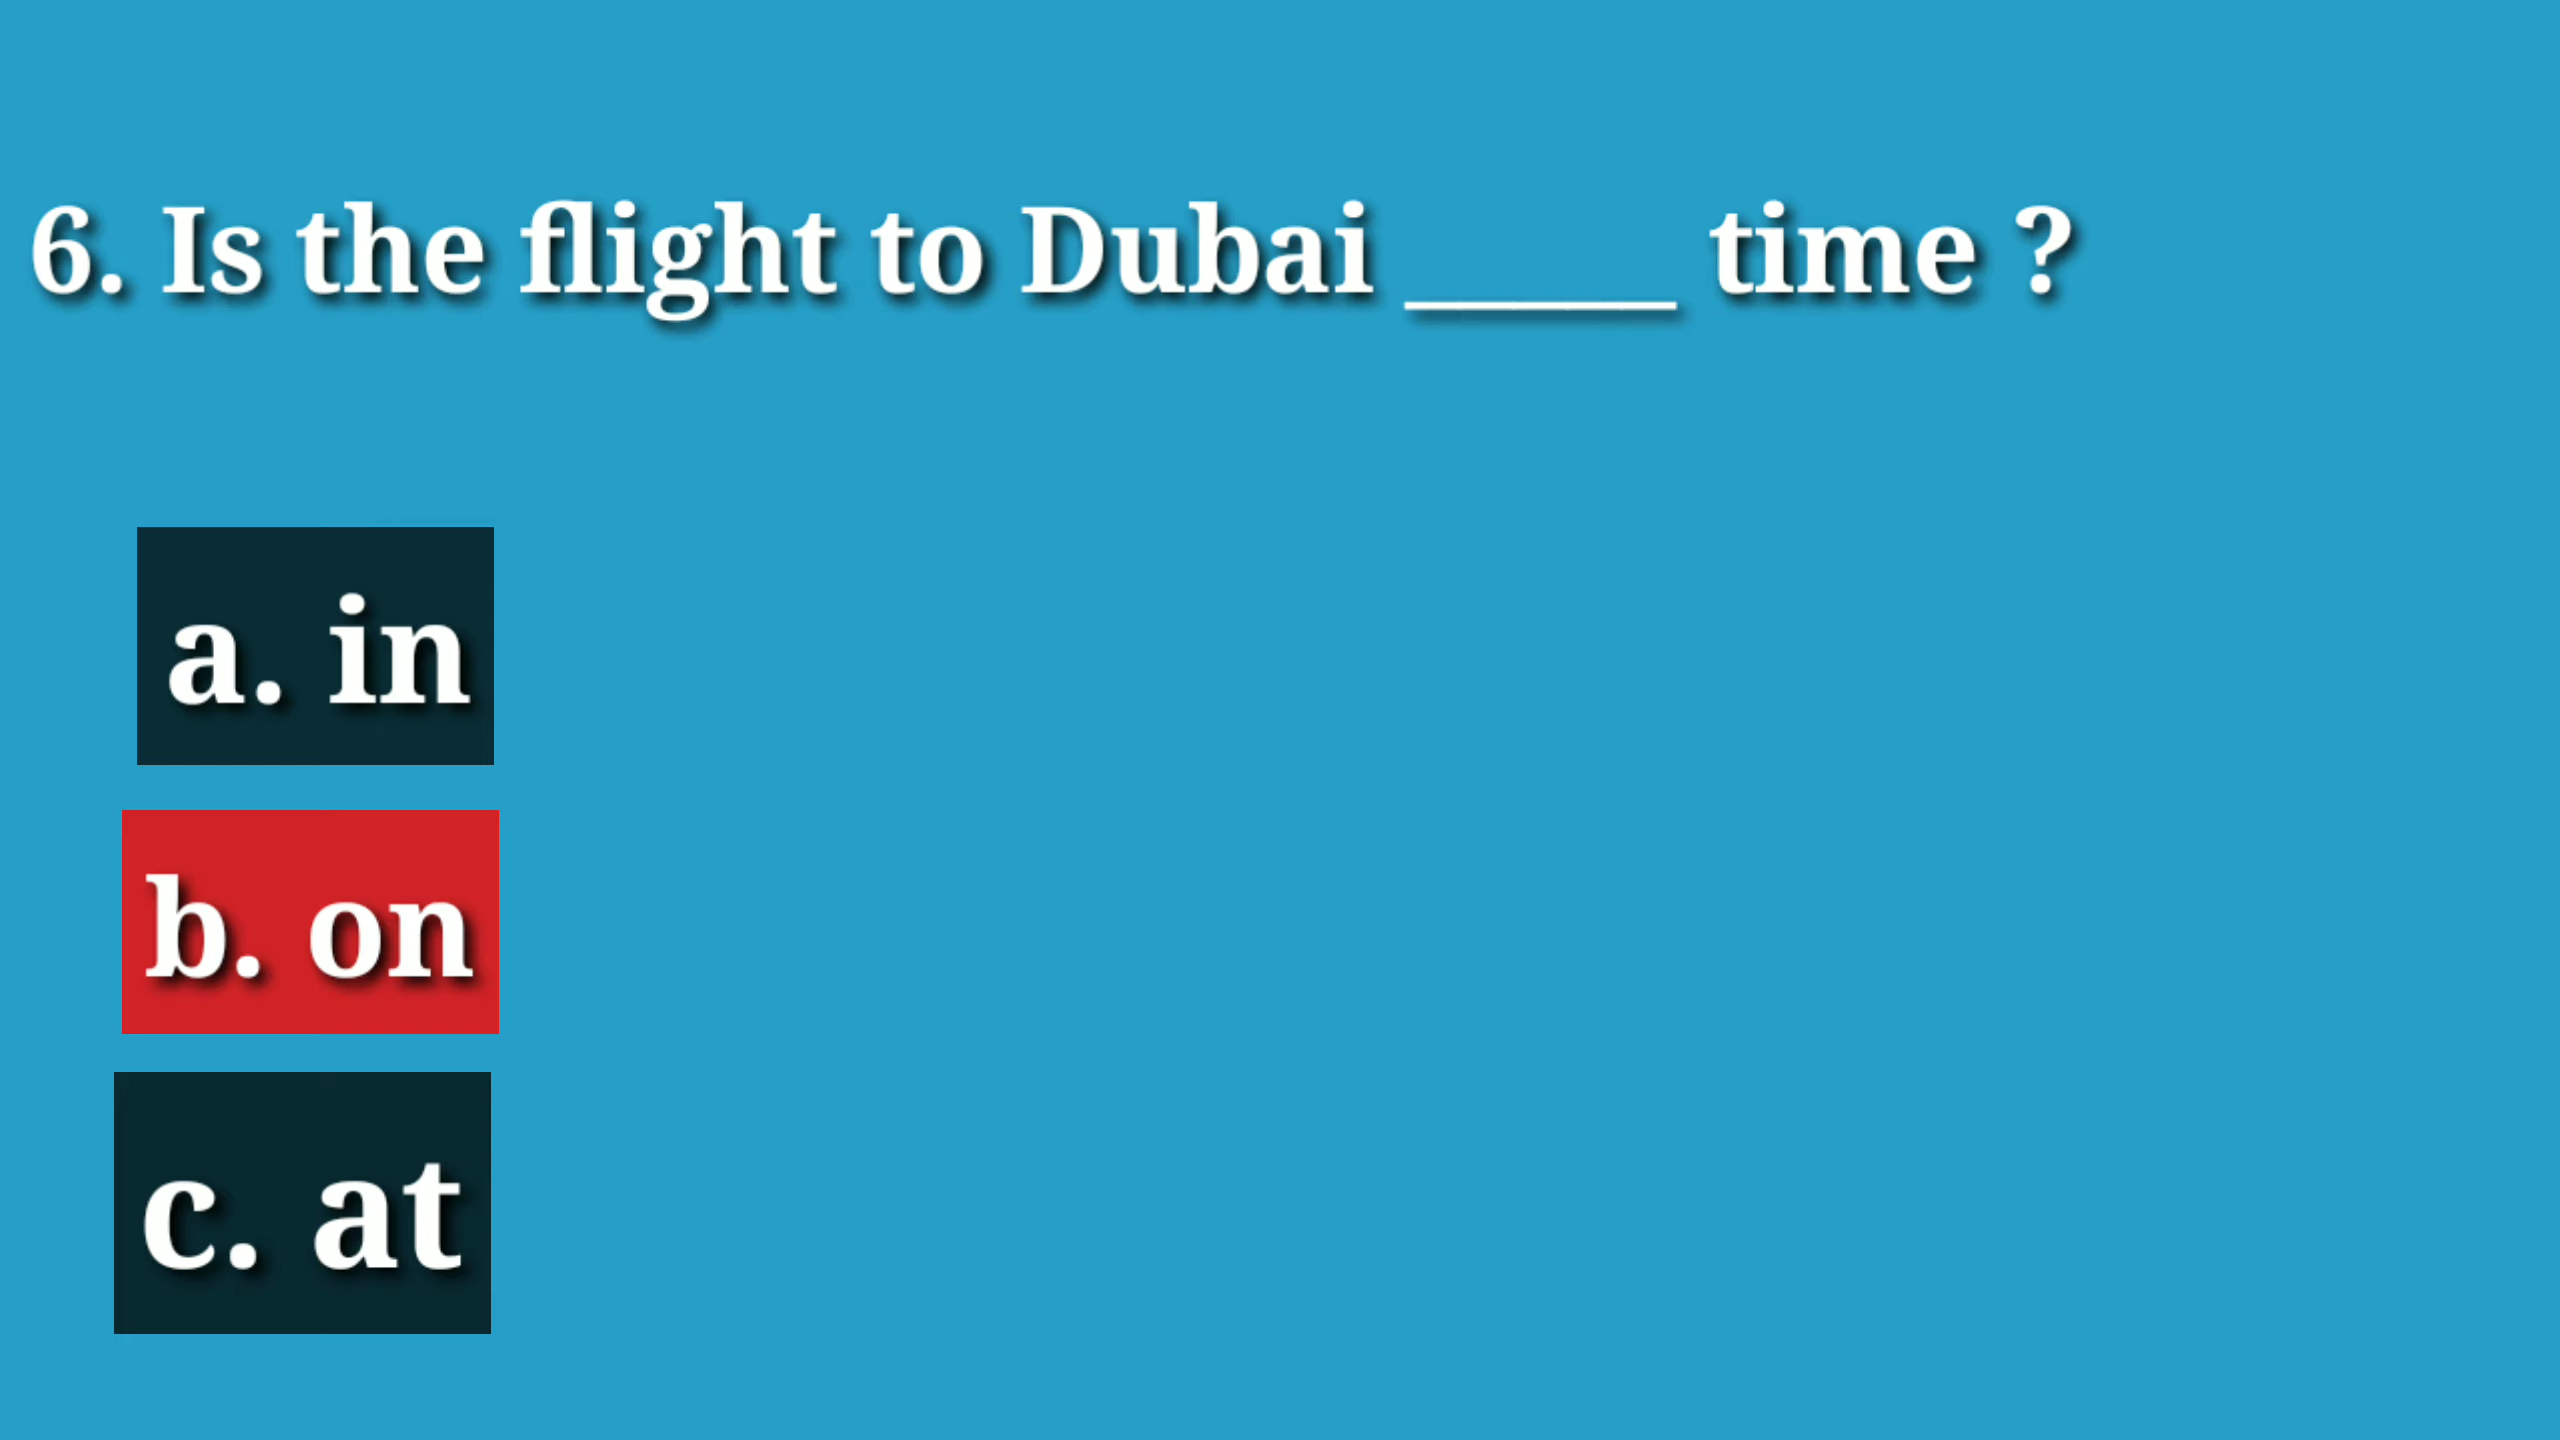 6. Is the flight to Dubai _____ time ?
a. in
b. on
c. at